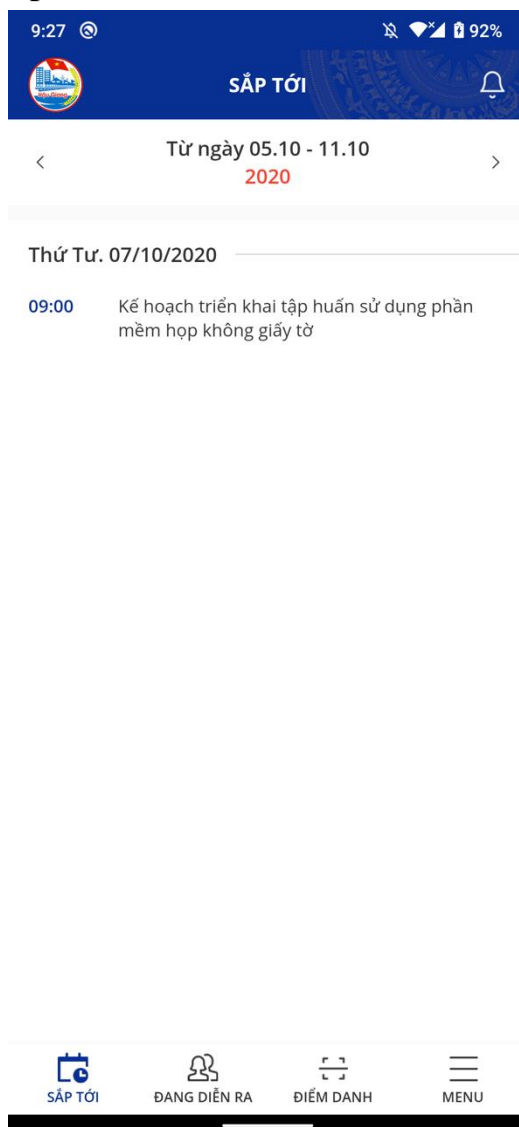 9:27
92%
SẮP TỚI
Từ ngày 05.10 - 11.10
2020
Thứ Tư. 07/10/2020
09:00 Kế hoạch triển khai tập huấn sử dụng phần
mềm họp không giấy tờ
SẮP TỚI
ĐANG DIỄN RA
ĐIỂM DANH
MENU